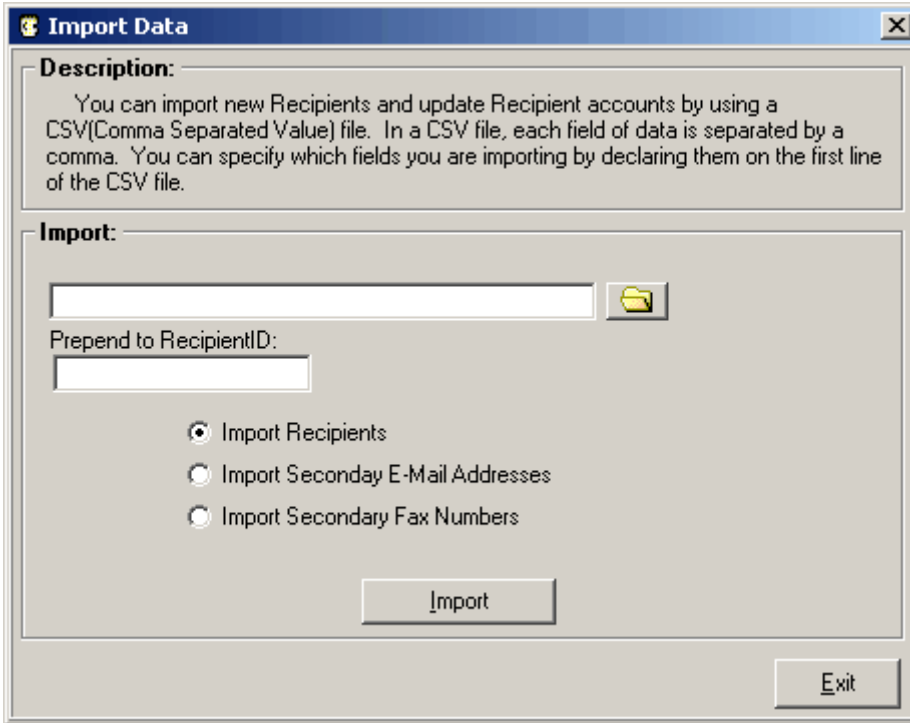 Import Data
Description:
You can import new Recipients and update Recipient accounts by using a
CSV(Comma Separated Value) file. In a CSV file, each field of data is separated by a
comma. You can specify which fields you are importing by declaring them on the first line
of the CSV file.
Import:
Prepend to RecipientID:
Import Recipients
Import Seconday E-Mail Addresses
Import Secondary Fax Numbers
Import
Exit